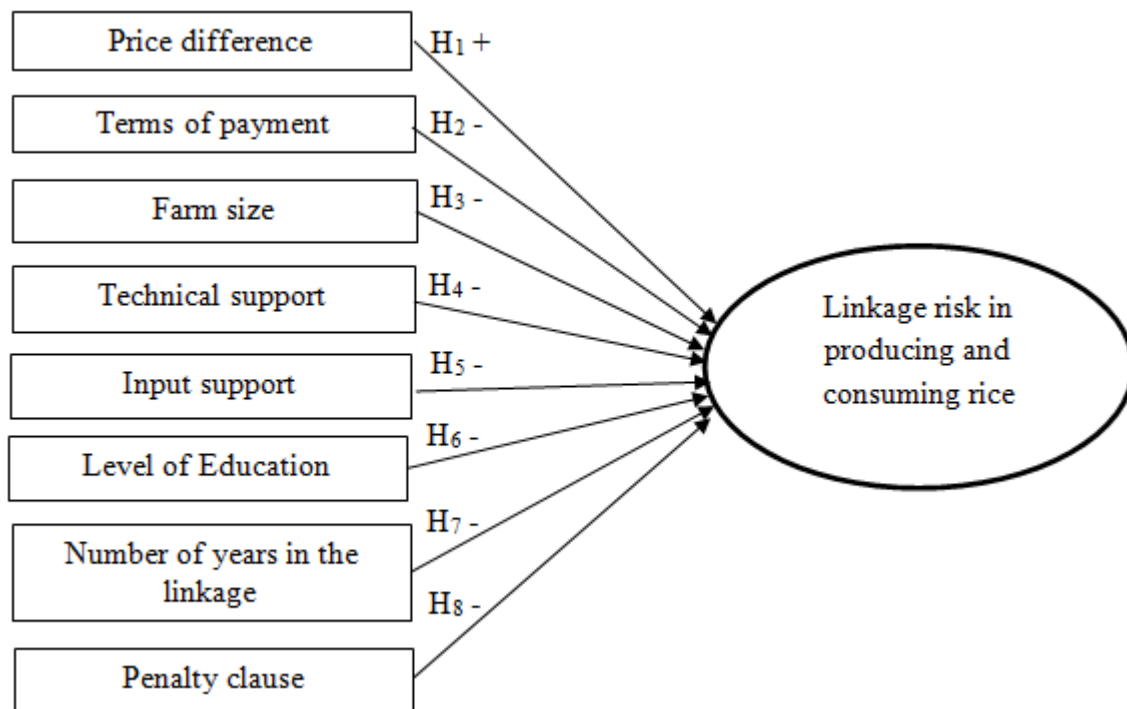 Price difference
H1 +
Terms of payment
H2 -
Farm size
H3 -
Technical support
H4 -
Input support
H5 -
Level of Education
H6 -
Number of years in the
linkage
H7 -
Penalty clause
H8 -
Linkage risk in
producing and
consuming rice